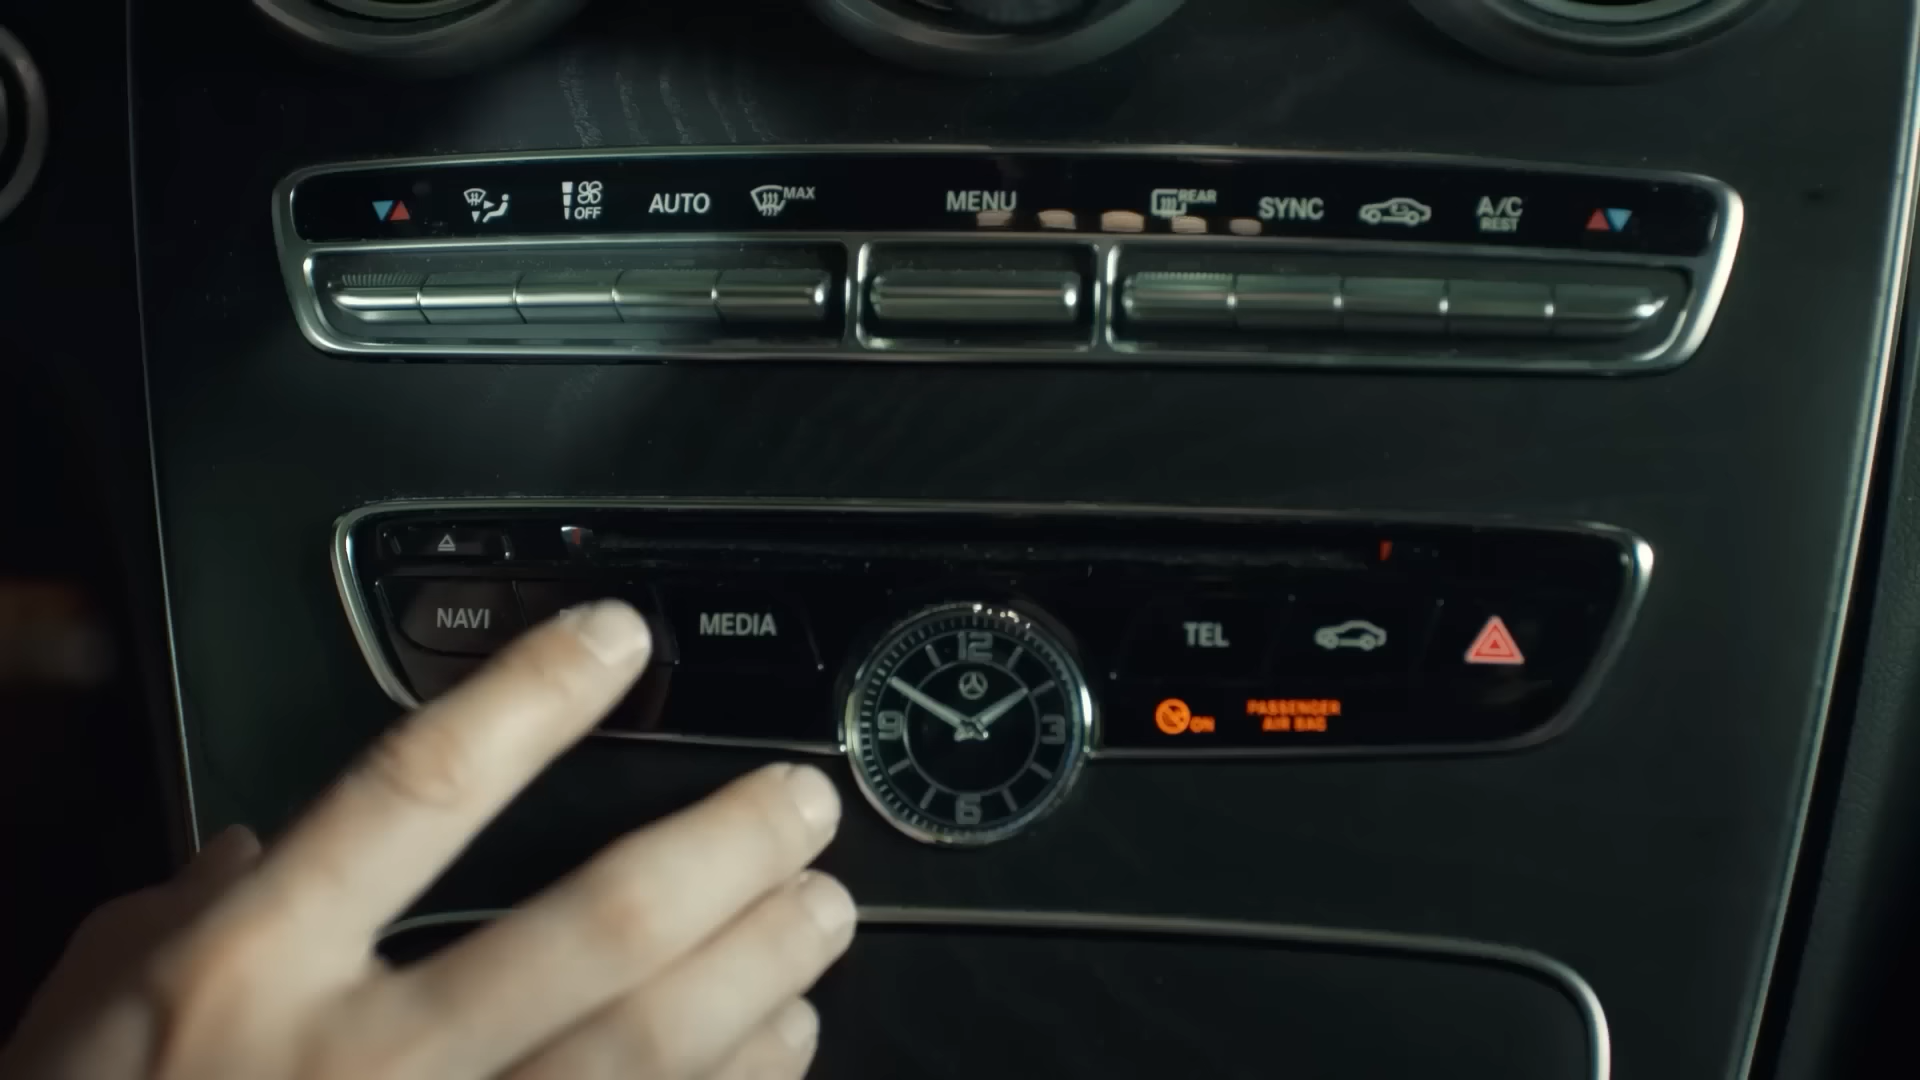 OFF
AUTO
MAX
MENU
REAR
SYNC
A/C
REST
NAVI
MEDIA
TEL
12
9
3
6
ON
PASSENGER
AIR BAG